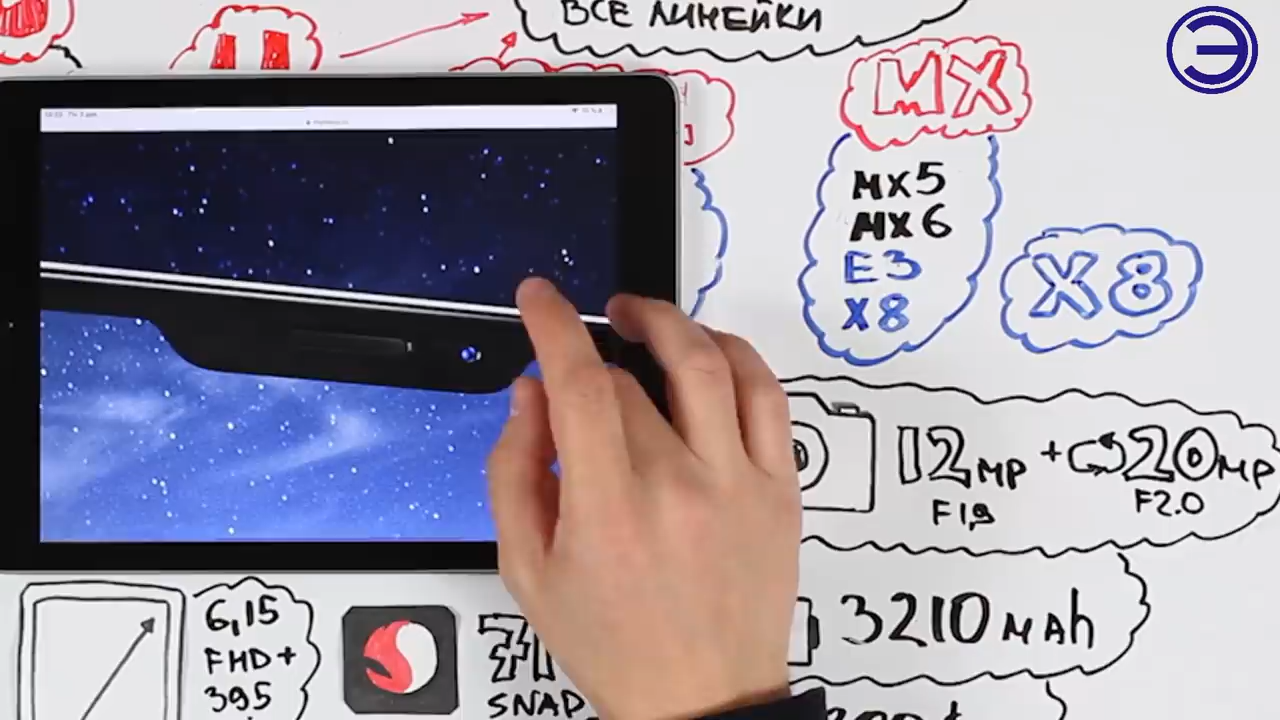 ВСЕ ЛИНЕЙКИ
Э
MX
MX5
MX6
E3
X8
X8
12MP + 20MP
F1,9
F2.0
3210 MAH
6,15
FHD+
395
71
SNAP